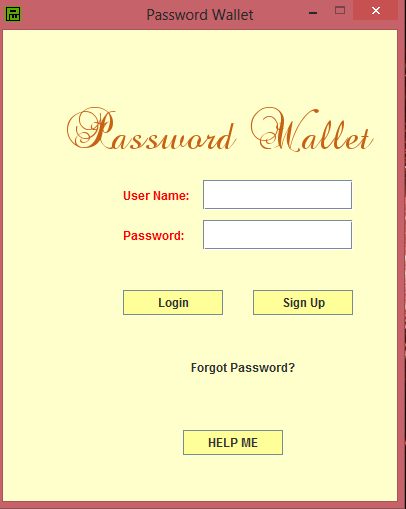 Password Wallet
Password Wallet
User Name:
Password:
Login Sign Up
Forgot Password?
HELP ME